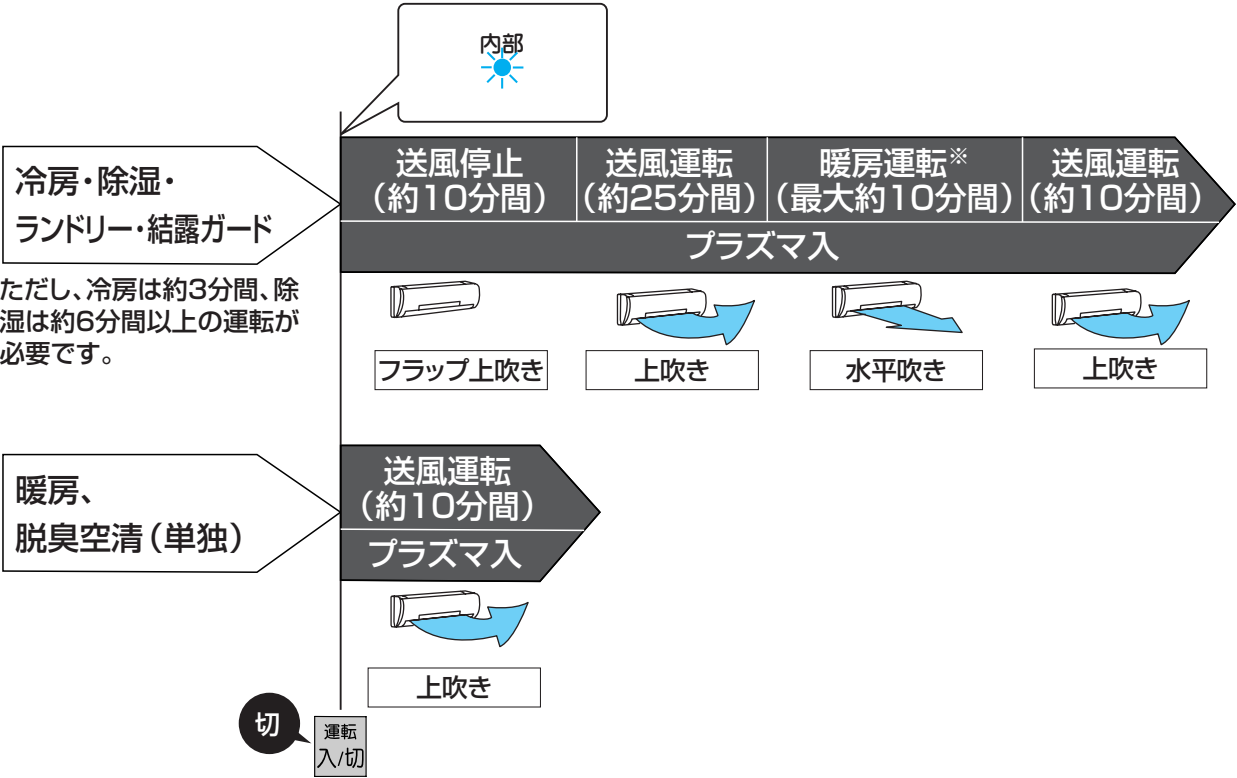 内部
冷房・除湿・
ランドリー・結露ガード
ただし、冷房は約3分間、除
湿は約6分間以上の運転が
必要です。
送風停止
(約10分間)
送風運転
(約25分間)
暖房運転※
(最大約10分間)
送風運転
(約10分間)
プラズマ入
フラップ上吹き
上吹き
水平吹き
上吹き
暖房、
脱臭空清(単独)
送風運転
(約10分間)
プラズマ入
上吹き
切
運転
入/切